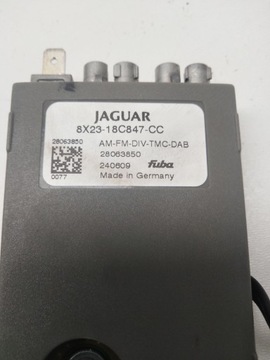 JAGUAR
8X23-18C847-CC
28063850
AM-FM-DIV-TMC-DAB
28063850
240609 fuba
0077 Made in Germany